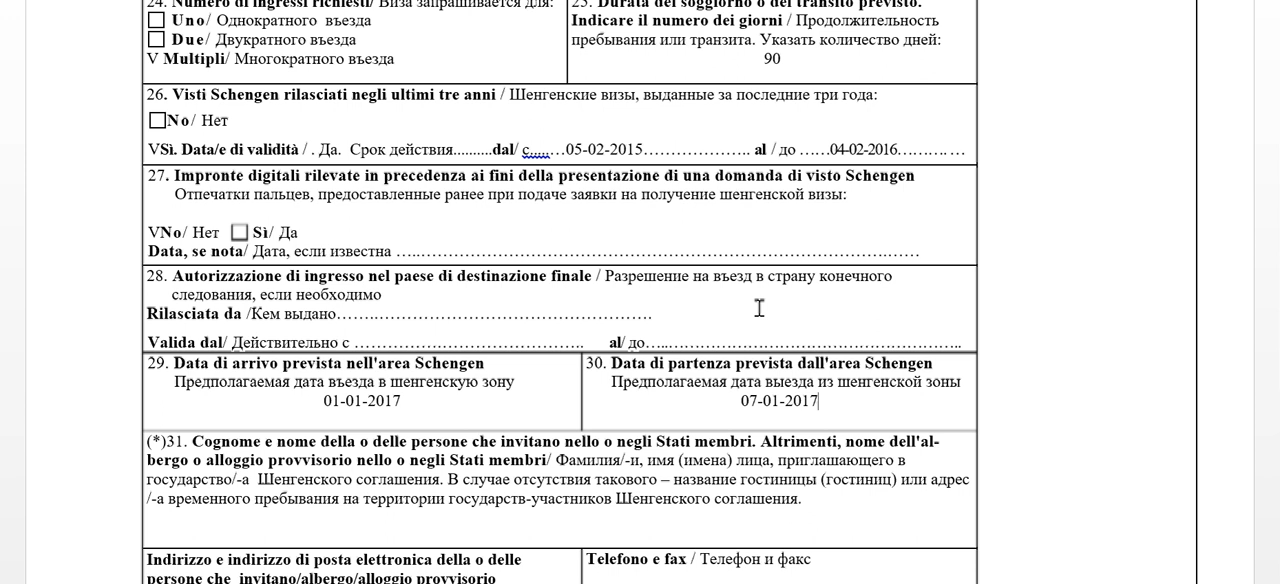 24. Numero di ingressi richiesti/ Виза запрашивается для:
Uno/ Однократного въезда
Due/ Двукратного въезда
V Multipli/ Многократного въезда
25. Durata del soggiorno o del transito previsto.
Indicare il numero dei giorni / Продолжительность
пребывания или транзита. Указать количество дней:
90
26. Visti Schengen rilasciati negli ultimi tre anni / Шенгенские визы, выданные за последние три года:
No/ Нет
VSì. Data/e di validità / . Да. Срок действия..........dal/ с......…05-02-2015……………….. al / до ……04-02-2016……….…
27. Impronte digitali rilevate in precedenza ai fini della presentazione di una domanda di visto Schengen
Отпечатки пальцев, предоставленные ранее при подаче заявки на получение шенгенской визы:
VNo/ Нет Sì/ Да
Data, se nota/ Дата, если известна …..……………………………………………………………………….……
28. Autorizzazione di ingresso nel paese di destinazione finale / Разрешение на въезд в страну конечного
следования, если необходимо
Rilasciata da /Кем выдано……..……………………………………….
Valida dal/ Действительно с ………………………………….. al/ до…..…………………………………………..
29. Data di arrivo prevista nell'area Schengen
Предполагаемая дата въезда в шенгенскую зону
01-01-2017
30. Data di partenza prevista dall'area Schengen
Предполагаемая дата выезда из шенгенской зоны
07-01-2017
(*)31. Cognome e nome della o delle persone che invitano nello o negli Stati membri. Altrimenti, nome dell'al-
bergo o alloggio provvisorio nello o negli Stati membri/ Фамилия/-и, имя (имена) лица, приглашающего в
государство/-а Шенгенского соглашения. В случае отсутствия такового – название гостиницы (гостиниц) или адрес
/-а временного пребывания на территории государств-участников Шенгенского соглашения.
Indirizzo e indirizzo di posta elettronica della o delle
persone che invitano/albergo/alloggio provvisorio
Telefono e fax / Телефон и факс